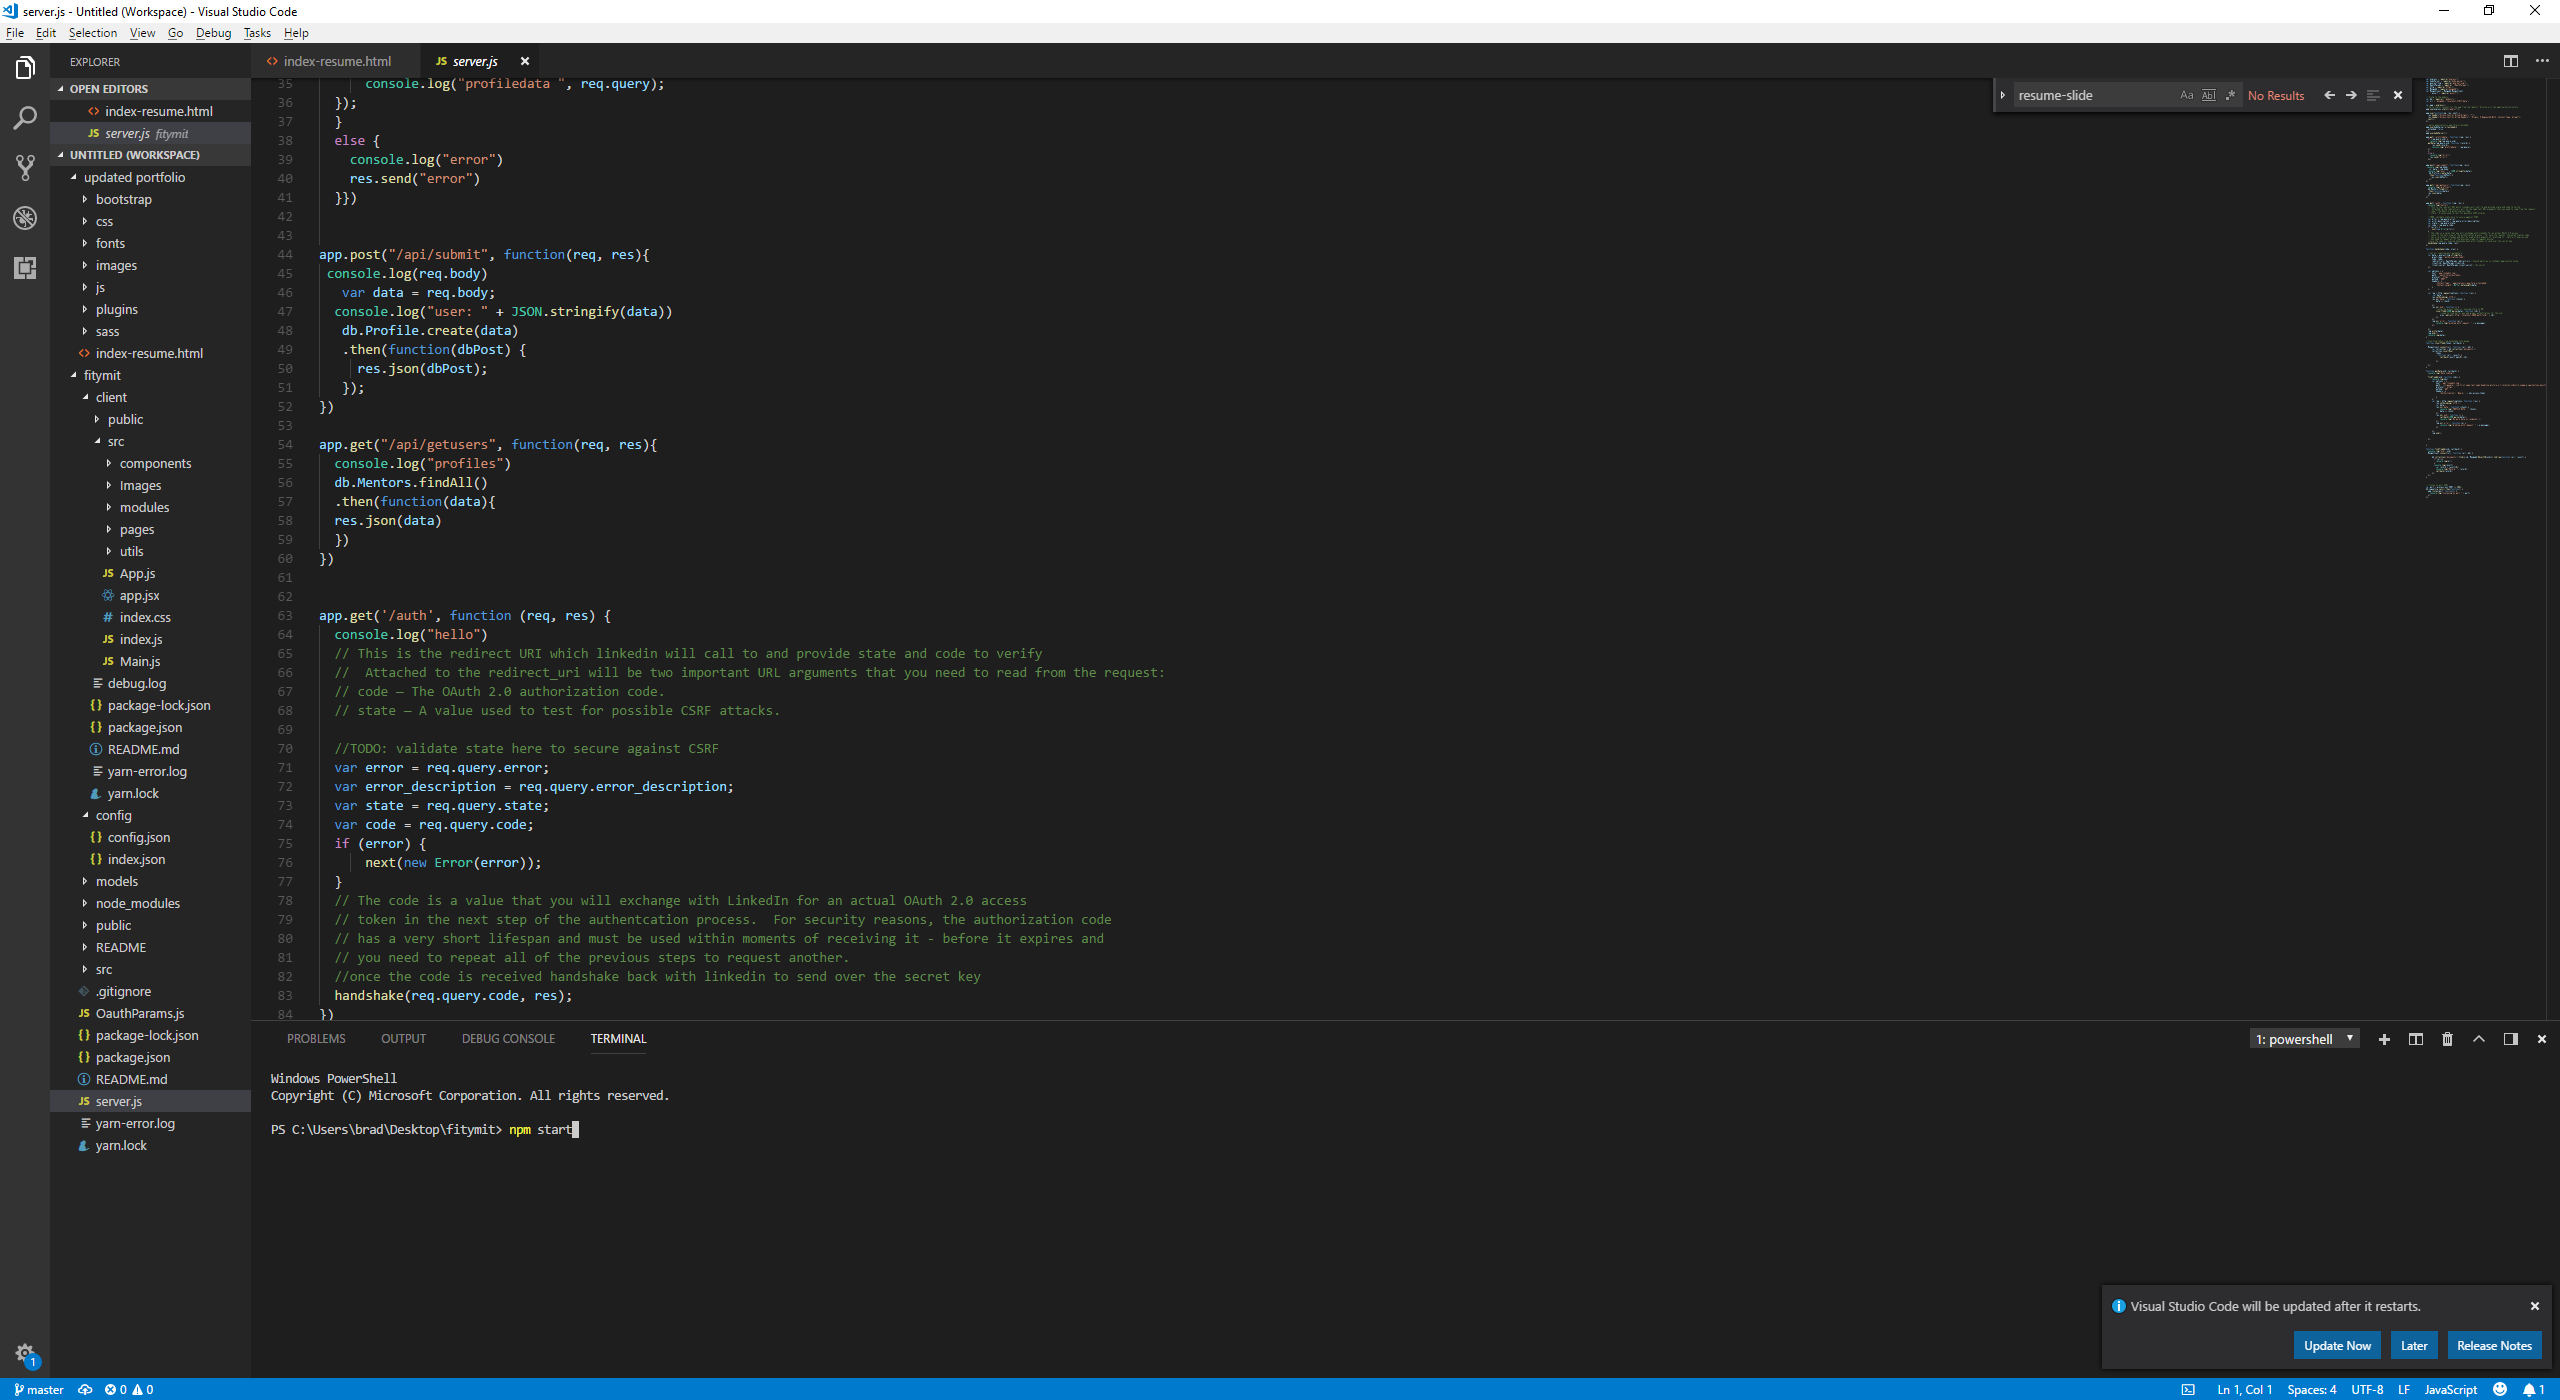 server.js - Untitled (Workspace) - Visual Studio Code
File Edit Selection View Go Debug Tasks Help
EXPLORER
OPEN EDITORS
index-resume.html
JS server.js fitymit
UNTITLED (WORKSPACE)
updated portfolio
bootstrap
css
fonts
images
js
plugins
sass
index-resume.html
fitymit
client
public
src
components
Images
modules
pages
utils
JS App.js
app.jsx
# index.css
JS index.js
JS Main.js
debug.log
{} package-lock.json
{} package.json
README.md
yarn-error.log
yarn.lock
config
{} config.json
{} index.json
models
node_modules
public
README
src
.gitignore
JS OauthParams.js
{} package-lock.json
{} package.json
README.md
JS server.js
yarn-error.log
yarn.lock
<> index-resume.html JS server.js
resume-slide Aa Abl .* No Results
35 console.log("profiledata ", req.query);
36 });
37 }
38 else {
39 console.log("error")
40 res.send("error")
41 }})
42
43
44 app.post("/api/submit", function(req, res){
45 console.log(req.body)
46 var data = req.body;
47 console.log("user: " + JSON.stringify(data))
48 db.Profile.create(data)
49 .then(function(dbPost) {
50 res.json(dbPost);
51 });
52 })
53
54 app.get("/api/getusers", function(req, res){
55 console.log("profiles")
56 db.Mentors.findAll()
57 .then(function(data){
58 res.json(data)
59 })
60 })
61
62
63 app.get('/auth', function (req, res) {
64 console.log("hello")
65 // This is the redirect URI which linkedin will call to and provide state and code to verify
66 //  Attached to the redirect_uri will be two important URL arguments that you need to read from the request:
67 // code — The OAuth 2.0 authorization code.
68 // state — A value used to test for possible CSRF attacks.
69
70 //TODO: validate state here to secure against CSRF
71 var error = req.query.error;
72 var error_description = req.query.error_description;
73 var state = req.query.state;
74 var code = req.query.code;
75 if (error) {
76 next(new Error(error));
77 }
78 // The code is a value that you will exchange with LinkedIn for an actual OAuth 2.0 access
79 // token in the next step of the authentcation process.  For security reasons, the authorization code
80 // has a very short lifespan and must be used within moments of receiving it - before it expires and
81 // you need to repeat all of the previous steps to request another.
82 //once the code is received handshake back with linkedin to send over the secret key
83 handshake(req.query.code, res);
84 })
PROBLEMS OUTPUT DEBUG CONSOLE TERMINAL
1: powershell
Windows PowerShell
Copyright (C) Microsoft Corporation. All rights reserved.
PS C:\Users\brad\Desktop\fitymit> npm start
Visual Studio Code will be updated after it restarts.
Update Now Later Release Notes
1
master 0 0
Ln 1, Col 1 Spaces: 4 UTF-8 LF JavaScript 1